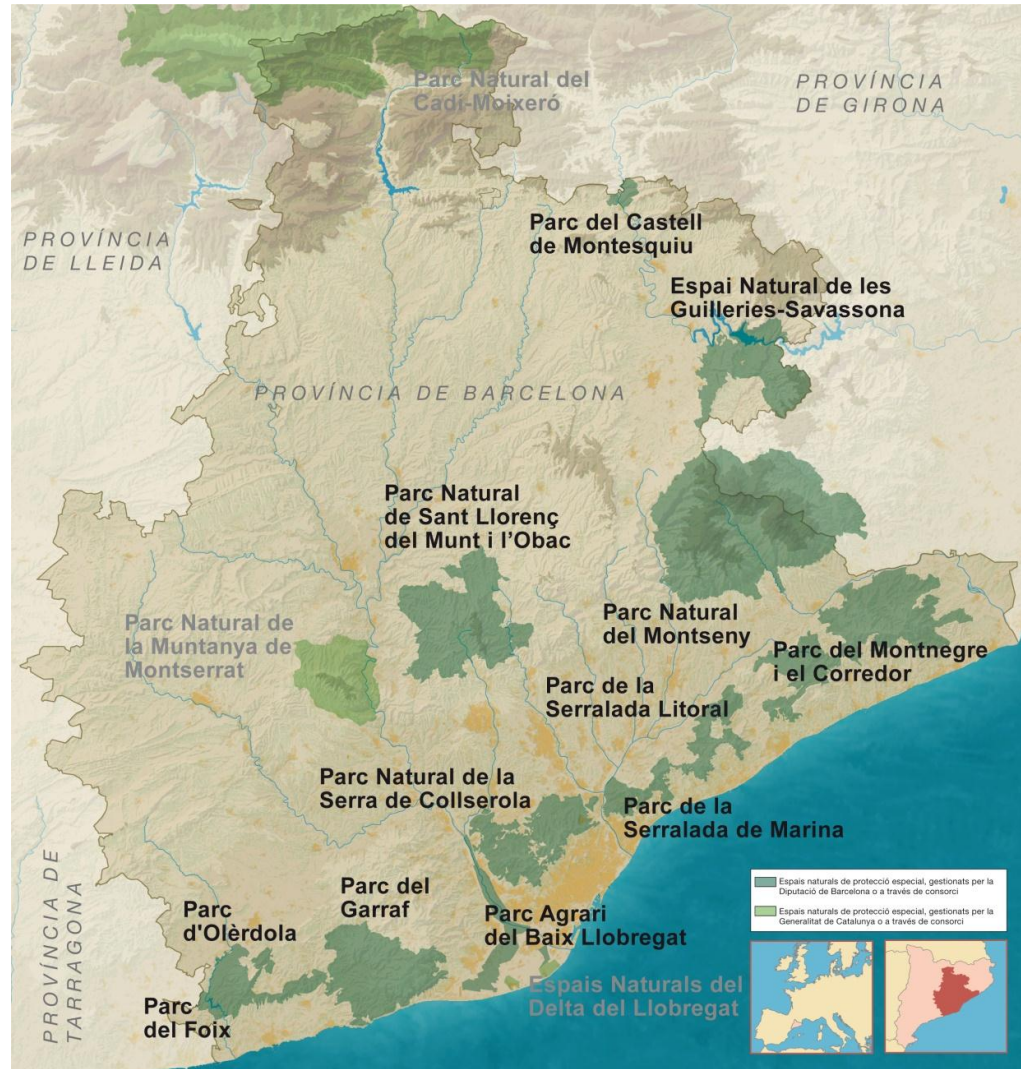 Parc Natural del
Cadí-Moixeró
PROVÍNCIA
DE GIRONA
Parc del Castell
de Montesquiu
PROVÍNCIA
DE LLEIDA
Espai Natural de les
Guilleries-Savassona
PROVÍNCIA DE BARCELONA
Parc Natural
de Sant Llorenç
del Munt i l'Obac
Parc Natural de
la Muntanya de
Montserrat
Parc Natural
del Montseny
Parc del Montnegre
i el Corredor
Parc de la
Serralada Litoral
Parc Natural de la
Serra de Collserola
Parc de la
Serralada de Marina
PROVÍNCIA DE
TARRAGONA
Parc
d'Olèrdola
Parc del
Garraf
Parc Agrari
del Baix Llobregat
Espais Naturals del
Delta del Llobregat
Parc
del Foix
Espais naturals de protecció especial, gestionats per la
Diputació de Barcelona o a través de consorci
Espais naturals de protecció especial, gestionats per la
Generalitat de Catalunya o a través de consorci